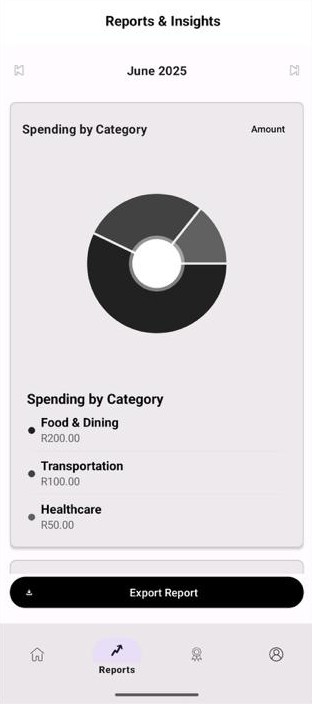 Reports & Insights
June 2025
Spending by Category
Amount
Spending by Category
Food & Dining
R200.00
Transportation
R100.00
Healthcare
R50.00
Export Report
Reports